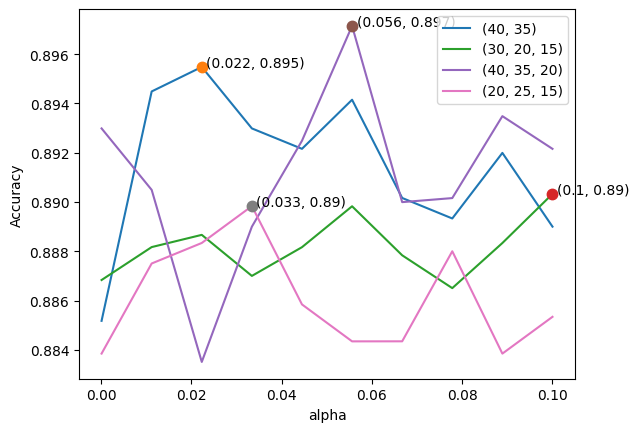 (0.056, 0.897)
(40, 35)
(30, 20, 15)
(40, 35, 20)
(20, 25, 15)
0.896
(0.022, 0.895)
0.894
0.892
0.890
(0.033, 0.89)
(0.1, 0.89)
0.888
0.886
0.884
Accuracy
0.00 0.02 0.04 0.06 0.08 0.10
alpha